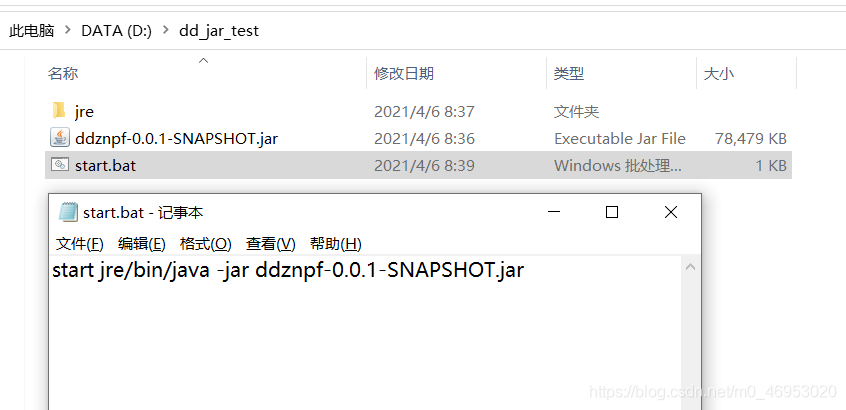 此电脑 > DATA (D:) > dd_jar_test
名称 修改日期 类型 大小
jre 2021/4/6 8:37 文件夹
ddznpf-0.0.1-SNAPSHOT.jar 2021/4/6 8:36 Executable Jar File 78,479 KB
start.bat 2021/4/6 8:39 Windows 批处理... 1 KB
start.bat - 记事本
文件(F) 编辑(E) 格式(O) 查看(V) 帮助(H)
start jre/bin/java -jar ddznpf-0.0.1-SNAPSHOT.jar
https://blog.csdn.net/m0_46953020